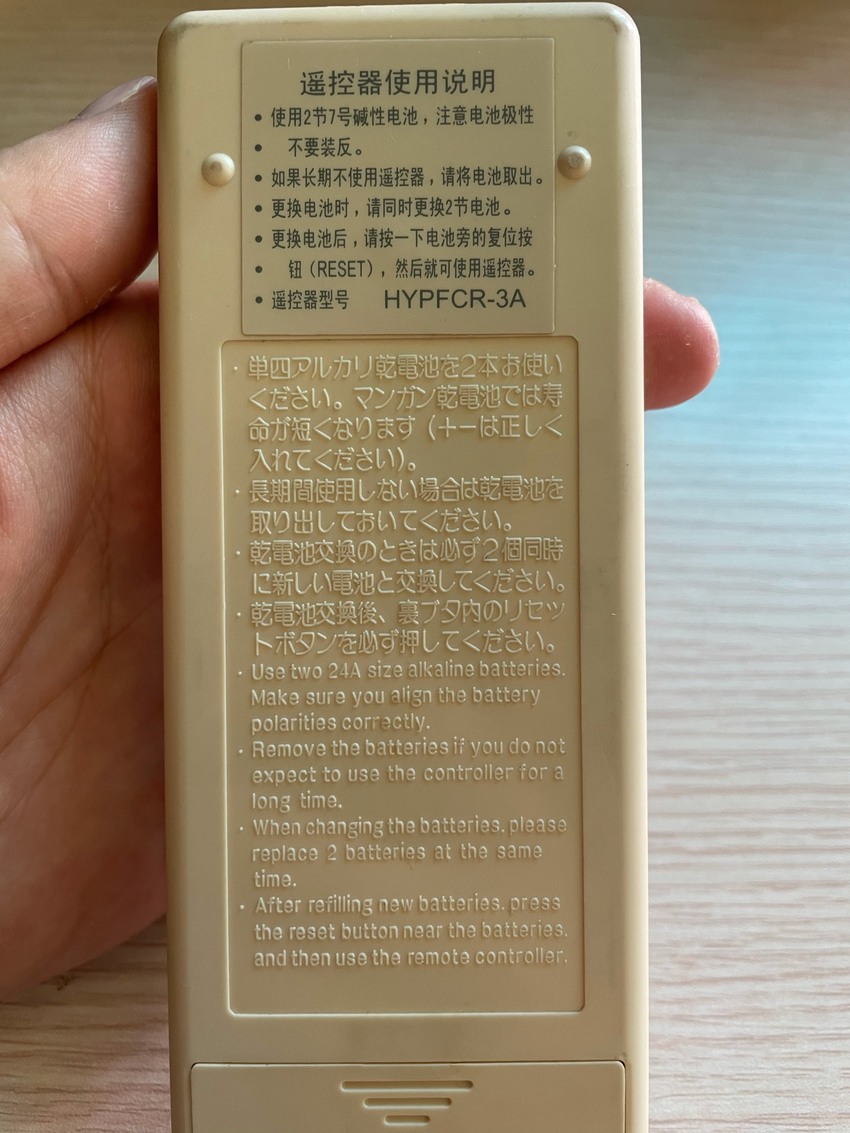 遥控器使用说明
• 使用2节7号碱性电池，注意电池极性
• 不要装反。
• 如果长期不使用遥控器，请将电池取出。
• 更换电池时，请同时更换2节电池。
• 更换电池后，请按一下电池旁的复位按
• 钮（RESET），然后就可使用遥控器。
• 遥控器型号 HYPFCR-3A
・単四アルカリ乾電池を2本お使い
ください。マンガン乾電池では寿
命が短くなります（＋−は正しく
入れてください）。
・長期間使用しない場合は乾電池を
取り出しておいてください。
・乾電池交換のときは必ず2個同時
に新しい電池と交換してください。
・乾電池交換後、裏ブタ内のリセッ
トボタンを必ず押してください。
・Use two 24A size alkaline batteries.
Make sure you align the battery
polarities correctly.
・Remove the batteries if you do not
expect to use the controller for a
long time.
・When changing the batteries. please
replace 2 batteries at the same
time.
・After refilling new batteries. press
the reset button near the batteries.
and then use the remote controller.